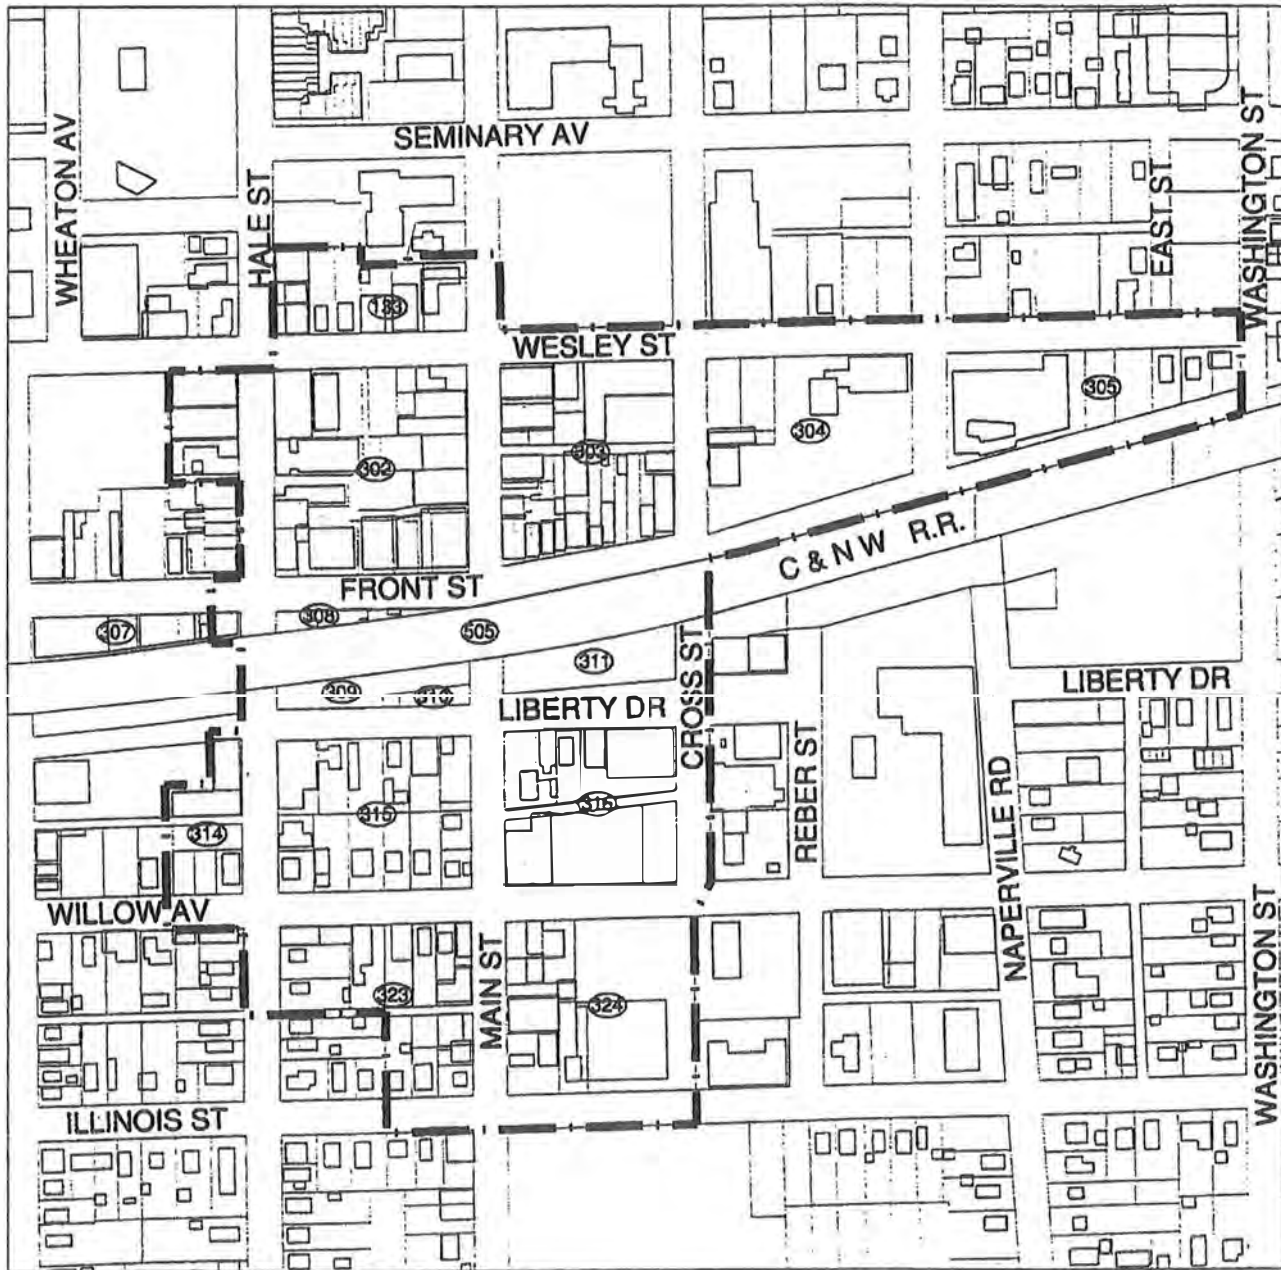 SEMINARY AV
WHEATON AV
HALE ST
EAST ST
WASHINGTON ST
133
WESLEY ST
305
304
303
302
C & N W R.R.
FRONT ST
308
307
505
311
CROSS ST
309
310
LIBERTY DR
LIBERTY DR
REBER ST
NAPERVILLE RD
316
315
314
WILLOW AV
MAIN ST
WASHINGTON ST
323
324
ILLINOIS ST